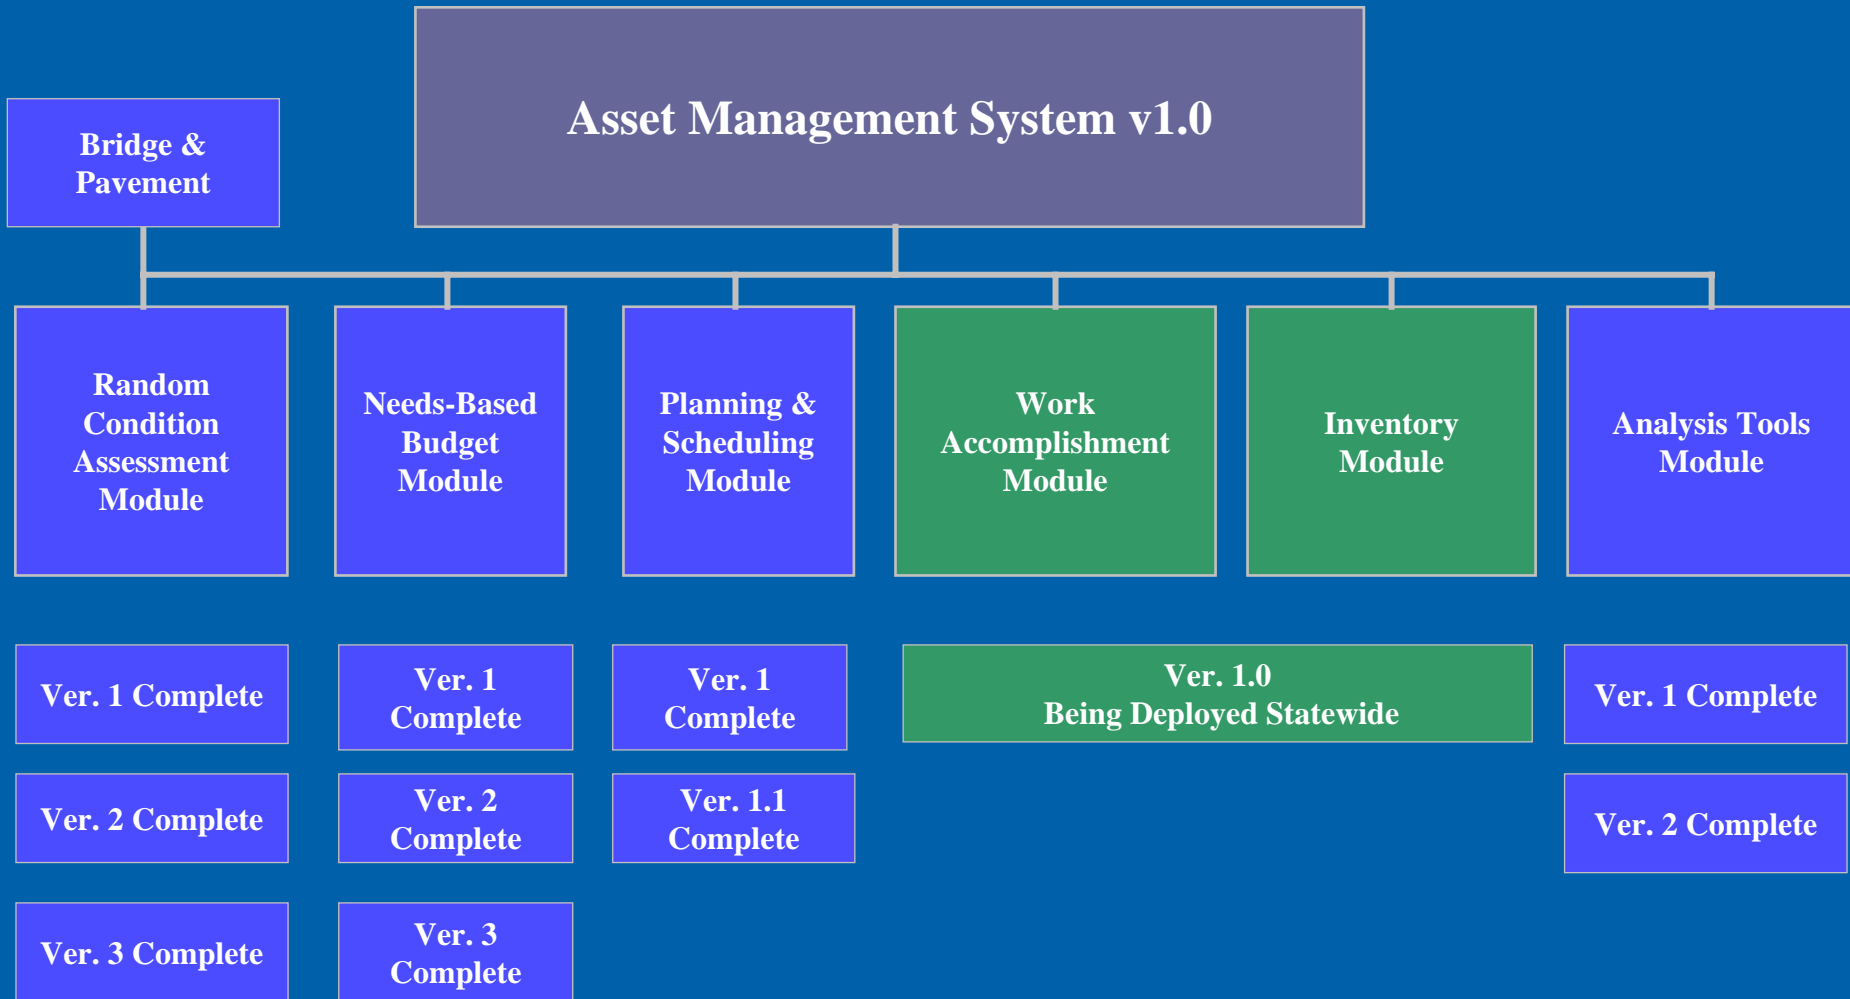 Asset Management System v1.0
Bridge &
Pavement
Random
Condition
Assessment
Module
Needs-Based
Budget
Module
Planning &
Scheduling
Module
Work
Accomplishment
Module
Inventory
Module
Analysis Tools
Module
Ver. 1 Complete
Ver. 1
Complete
Ver. 1
Complete
Ver. 1.0
Being Deployed Statewide
Ver. 1 Complete
Ver. 2 Complete
Ver. 2
Complete
Ver. 1.1
Complete
Ver. 2 Complete
Ver. 3 Complete
Ver. 3
Complete